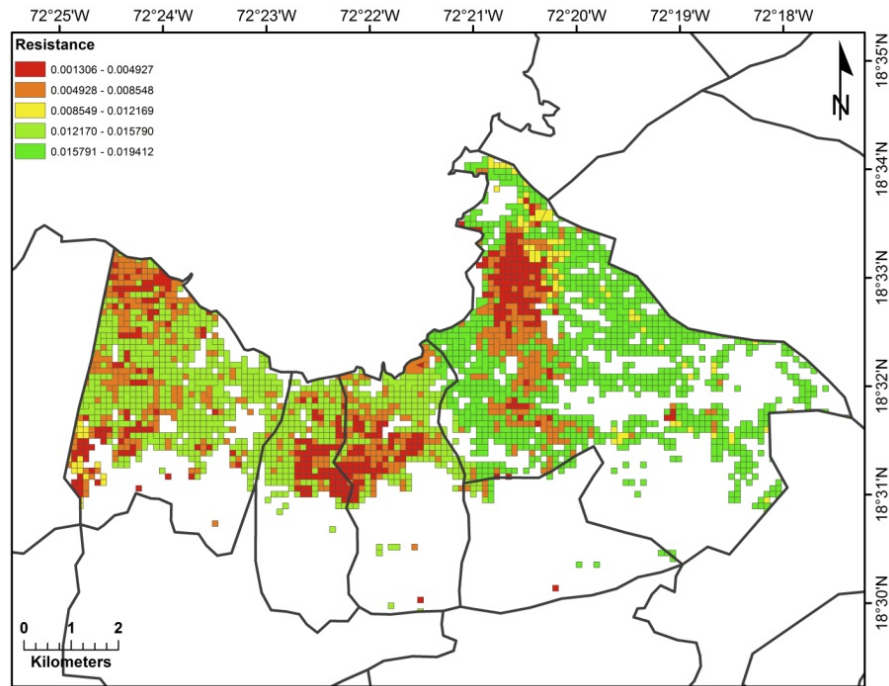 72°25'W 72°24'W 72°23'W 72°22'W 72°21'W 72°20'W 72°19'W 72°18'W
Resistance
0.001306 - 0.004927
0.004928 - 0.008548
0.008549 - 0.012169
0.012170 - 0.015790
0.015791 - 0.019412
N
18°35'N
18°34'N
18°33'N
18°32'N
18°31'N
18°30'N
0 1 2
Kilometers